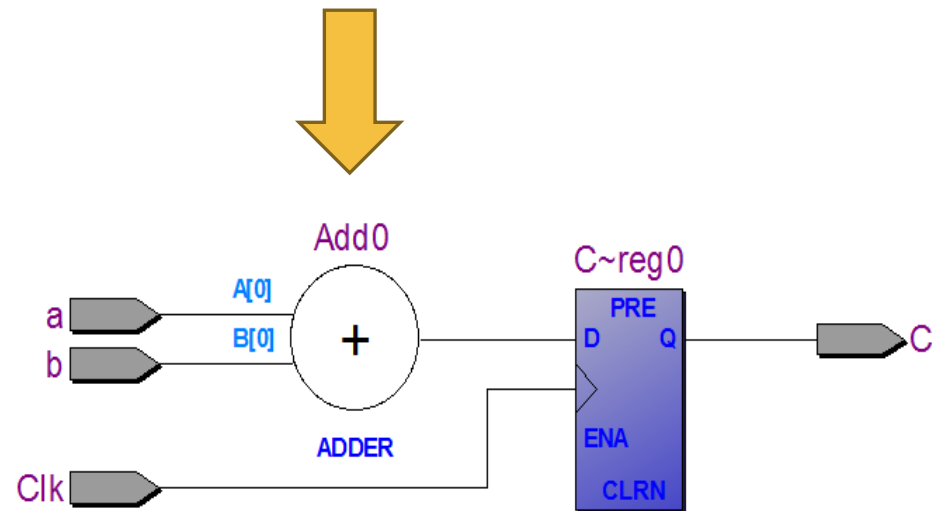 Add0
C~reg0
a
A[0]
PRE
b
B[0]
+
D
Q
C
ADDER
ENA
Clk
CLRN